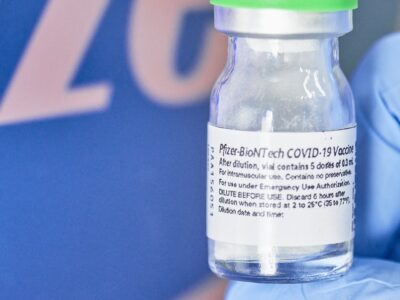 ze
Pfizer-BioNTech COVID-19 Vaccine
After dilution, vial contains 5 doses of 0.3 mL
For intramuscular use. Contains no preservative.
For use under Emergency Use Authorization.
DILUTE BEFORE USE. Discard 6 hours after
dilution when stored at 2 to 25°C (35 to 77°F).
Dilution date and time: